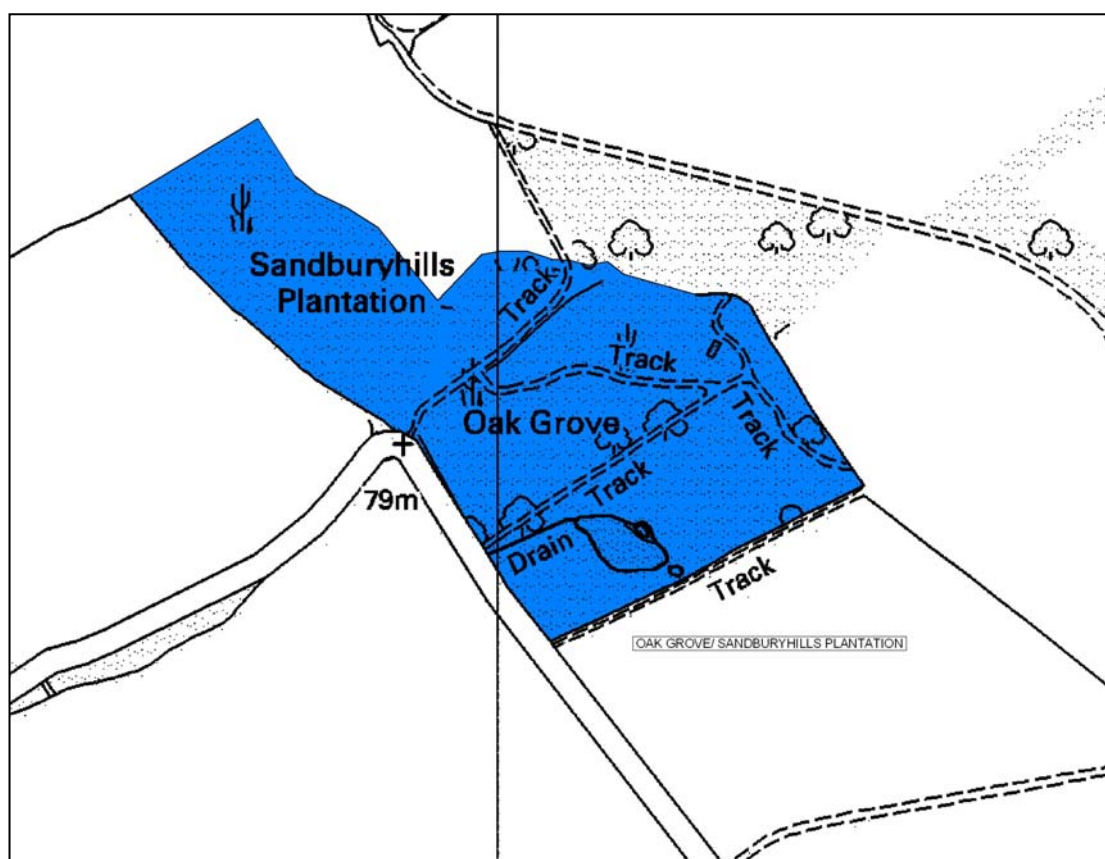 Sandburyhills
Plantation
Track
Track
Oak Grove
Track
Track
79m
Drain
Track
OAK GROVE/ SANDBURYHILLS PLANTATION